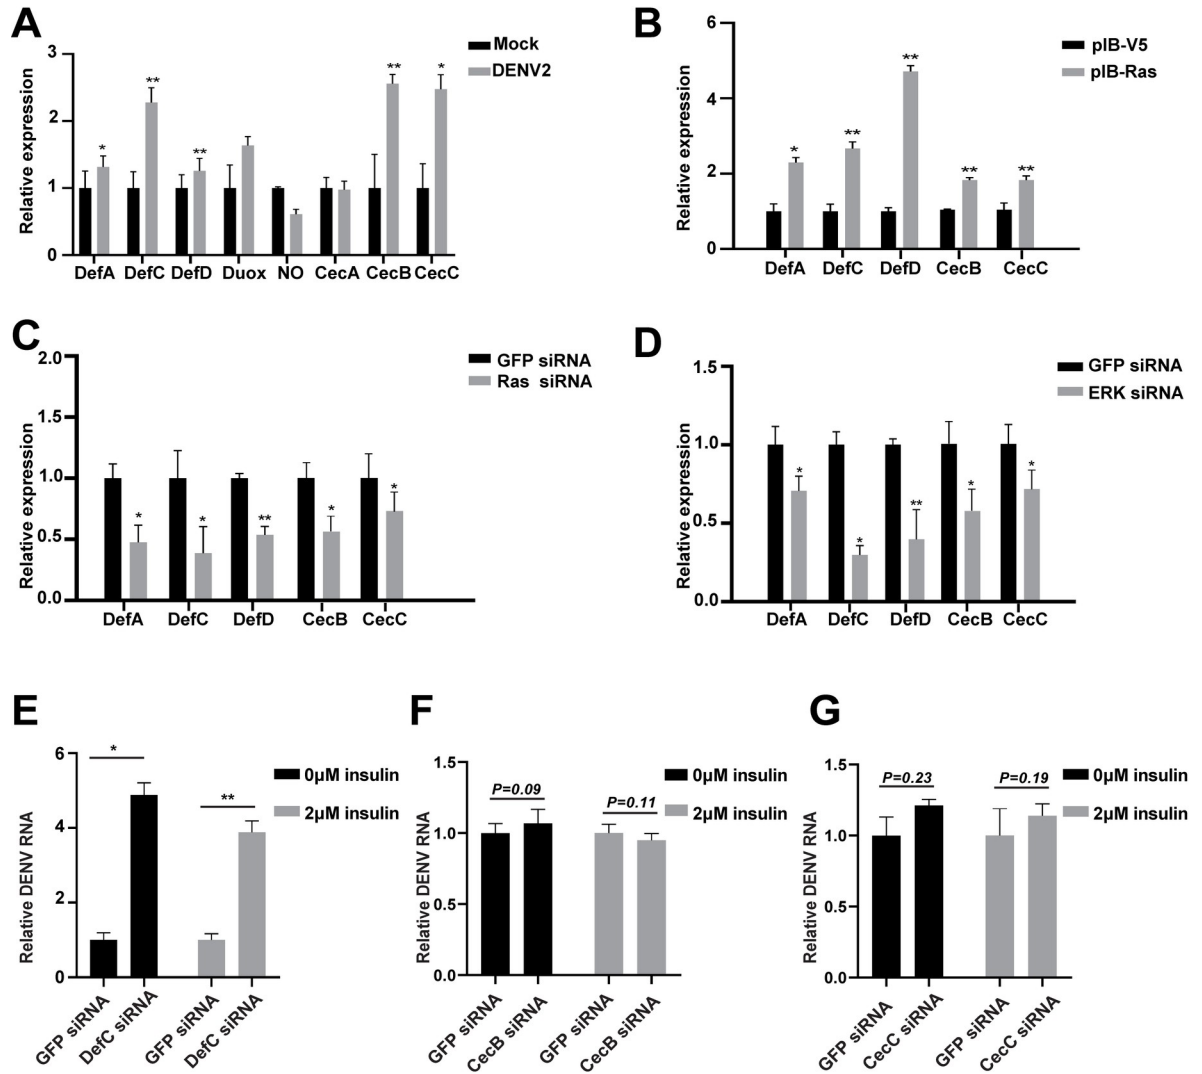 A
Relative expression
3
2
1
0
** 
*
**
**
*
Mock
DENV2
DefA DefC DefD Duox NO CecA CecB CecC
B
Relative expression
6
4
2
0
*
**
**
**
**
pIB-V5
pIB-Ras
DefA DefC DefD CecB CecC
C
Relative expression
2.0
1.5
1.0
0.5
0.0
*
*
**
*
*
GFP siRNA
Ras siRNA
DefA DefC DefD CecB CecC
D
Relative expression
1.5
1.0
0.5
0.0
*
*
**
*
*
GFP siRNA
ERK siRNA
DefA DefC DefD CecB CecC
E
Relative DENV RNA
6
4
2
0
*
**
0µM insulin
2µM insulin
GFP siRNA
DefC siRNA
GFP siRNA
DefC siRNA
F
Relative DENV RNA
1.5
1.0
0.5
0.0
P=0.09
P=0.11
0µM insulin
2µM insulin
GFP siRNA
CecB siRNA
GFP siRNA
CecB siRNA
G
Relative DENV RNA
1.5
1.0
0.5
0.0
P=0.23
P=0.19
0µM insulin
2µM insulin
GFP siRNA
CecC siRNA
GFP siRNA
CecC siRNA